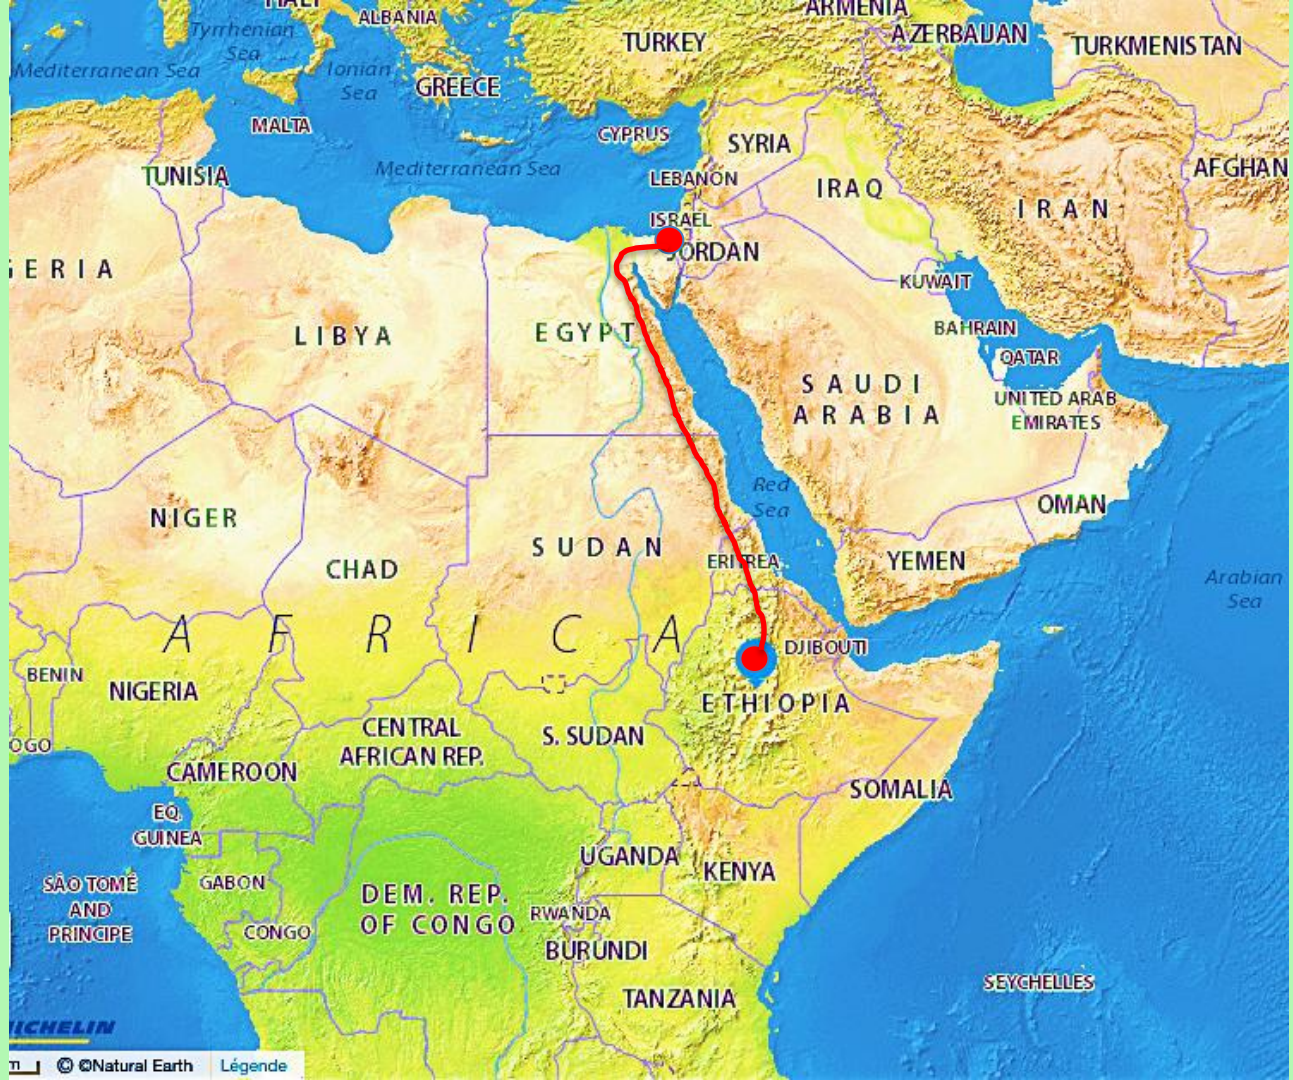 ALBANIA
ARMENIA
Tyrrhenian
Sea
TURKEY
AZERBAIJAN
TURKMENISTAN
Mediterranean Sea
Ionian
Sea
GREECE
MALTA
CYPRUS
SYRIA
Mediterranean Sea
AFGHAN
TUNISIA
LEBANON
IRAQ
IRAN
ISRAEL
JORDAN
GERIA
KUWAIT
LIBYA
EGYPT
BAHRAIN
QATAR
SAUDI
ARABIA
UNITED ARAB
EMIRATES
Red
Sea
OMAN
NIGER
SUDAN
CHAD
ERITREA
YEMEN
Arabian
Sea
AFRICA
DJIBOUTI
BENIN
NIGERIA
ETHIOPIA
CENTRAL
AFRICAN REP.
S. SUDAN
OGO
CAMEROON
SOMALIA
EQ.
GUINEA
UGANDA
KENYA
SÃO TOMÉ
AND
PRINCIPE
GABON
DEM. REP.
OF CONGO
RWANDA
CONGO
BURUNDI
SEYCHELLES
TANZANIA
ICHELIN
m
© ©Natural Earth
Légende